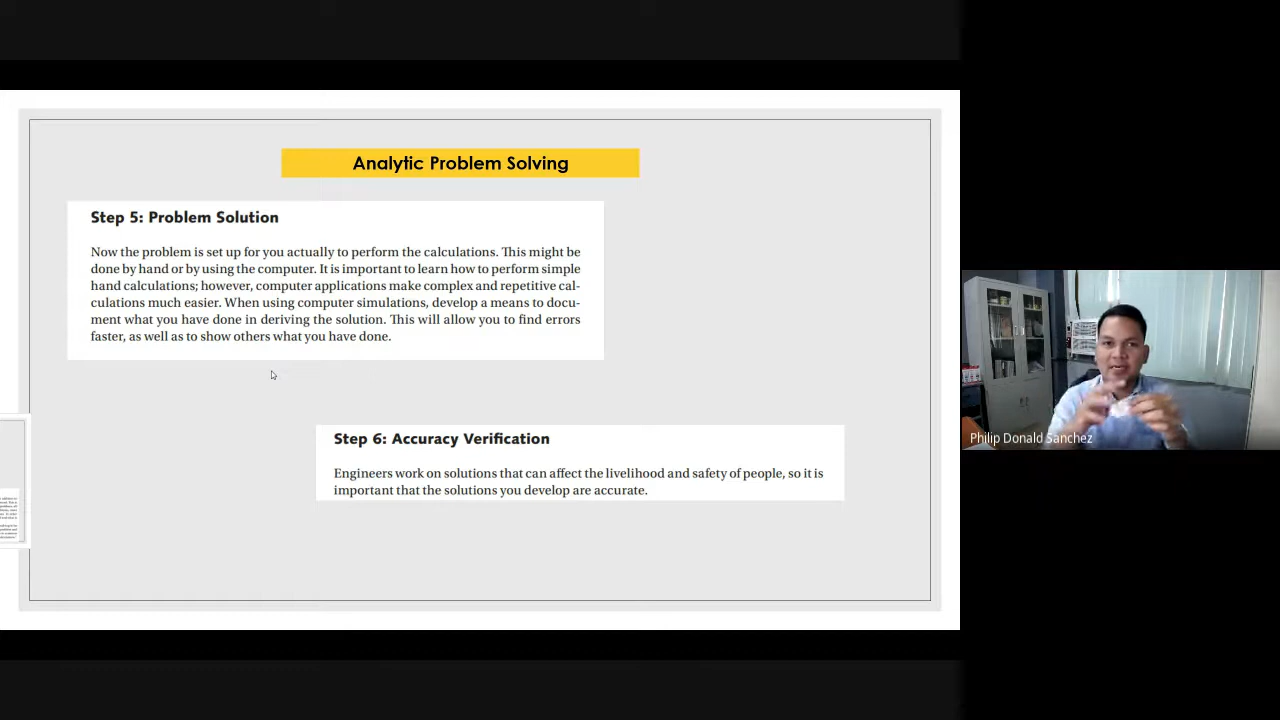 Analytic Problem Solving
Step 5: Problem Solution
Now the problem is set up for you actually to perform the calculations. This might be
done by hand or by using the computer. It is important to learn how to perform simple
hand calculations; however, computer applications make complex and repetitive cal-
culations much easier. When using computer simulations, develop a means to docu-
ment what you have done in deriving the solution. This will allow you to find errors
faster, as well as to show others what you have done.
Step 6: Accuracy Verification
Engineers work on solutions that can affect the livelihood and safety of people, so it is
important that the solutions you develop are accurate.
Philip Donald Sanchez